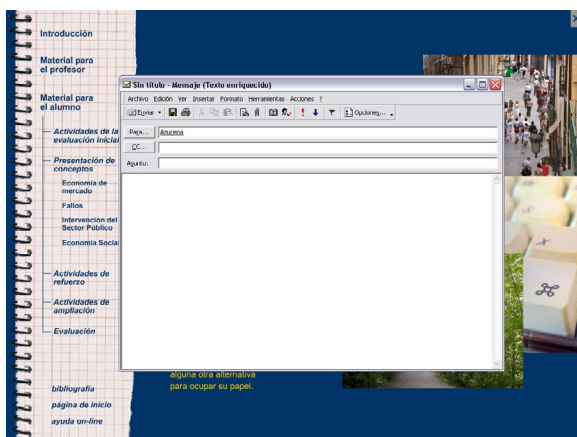 Introducción
Material para
el profesor
Material para
el alumno
Actividades de la
evaluación inicial
Presentación de
conceptos
Economía de
mercado
Fallos
Intervención del
Sector Público
Economía Social
Actividades de
refuerzo
Actividades de
ampliación
Evaluación
bibliografía
página de inicio
ayuda on-line
Sin título - Mensaje (Texto enriquecido)
Archivo Edición Ver Insertar Formato Herramientas Acciones ?
Enviar Opciones...
Para... Azucena
CC...
Asunto:
alguna otra alternativa
para ocupar su papel.